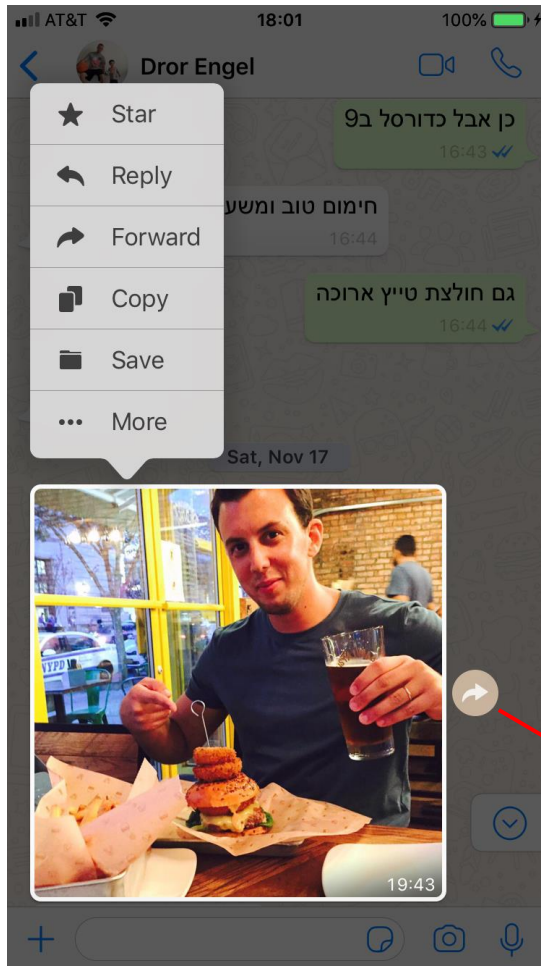 AT&T 18:01 100%
Dror Engel
Star
כן אבל כדורסל ב9
16:43
Reply
חימום טוב ומשע
Forward
16:44
Copy
גם חולצת טייץ ארוכה
16:44
Save
More
Sat, Nov 17
NYPD
19:43